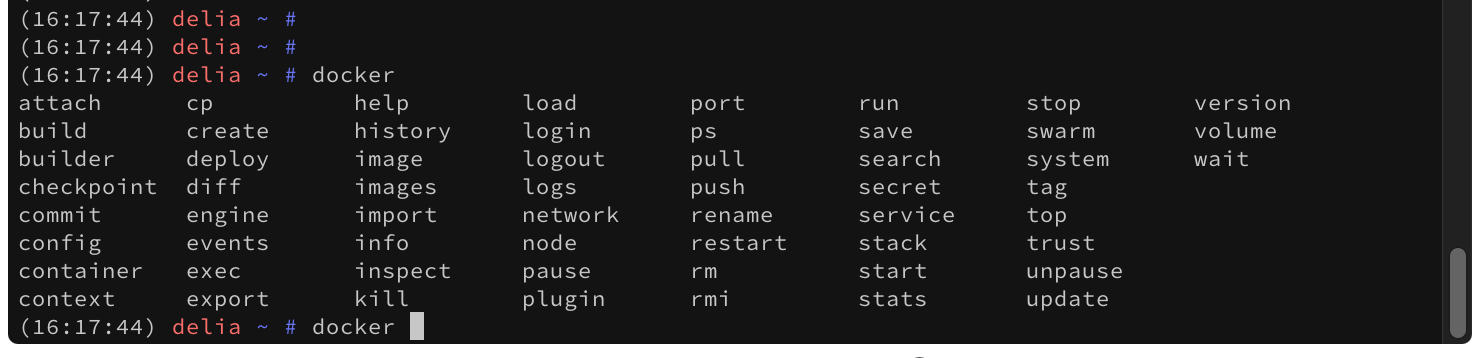 (16:17:44) delia ~ #
(16:17:44) delia ~ #
(16:17:44) delia ~ # docker
attach cp help load port run stop version
build create history login ps save swarm volume
builder deploy image logout pull search system wait
checkpoint diff images logs push secret tag
commit engine import network rename service top
config events info node restart stack trust
container exec inspect pause rm start unpause
context export kill plugin rmi stats update
(16:17:44) delia ~ # docker